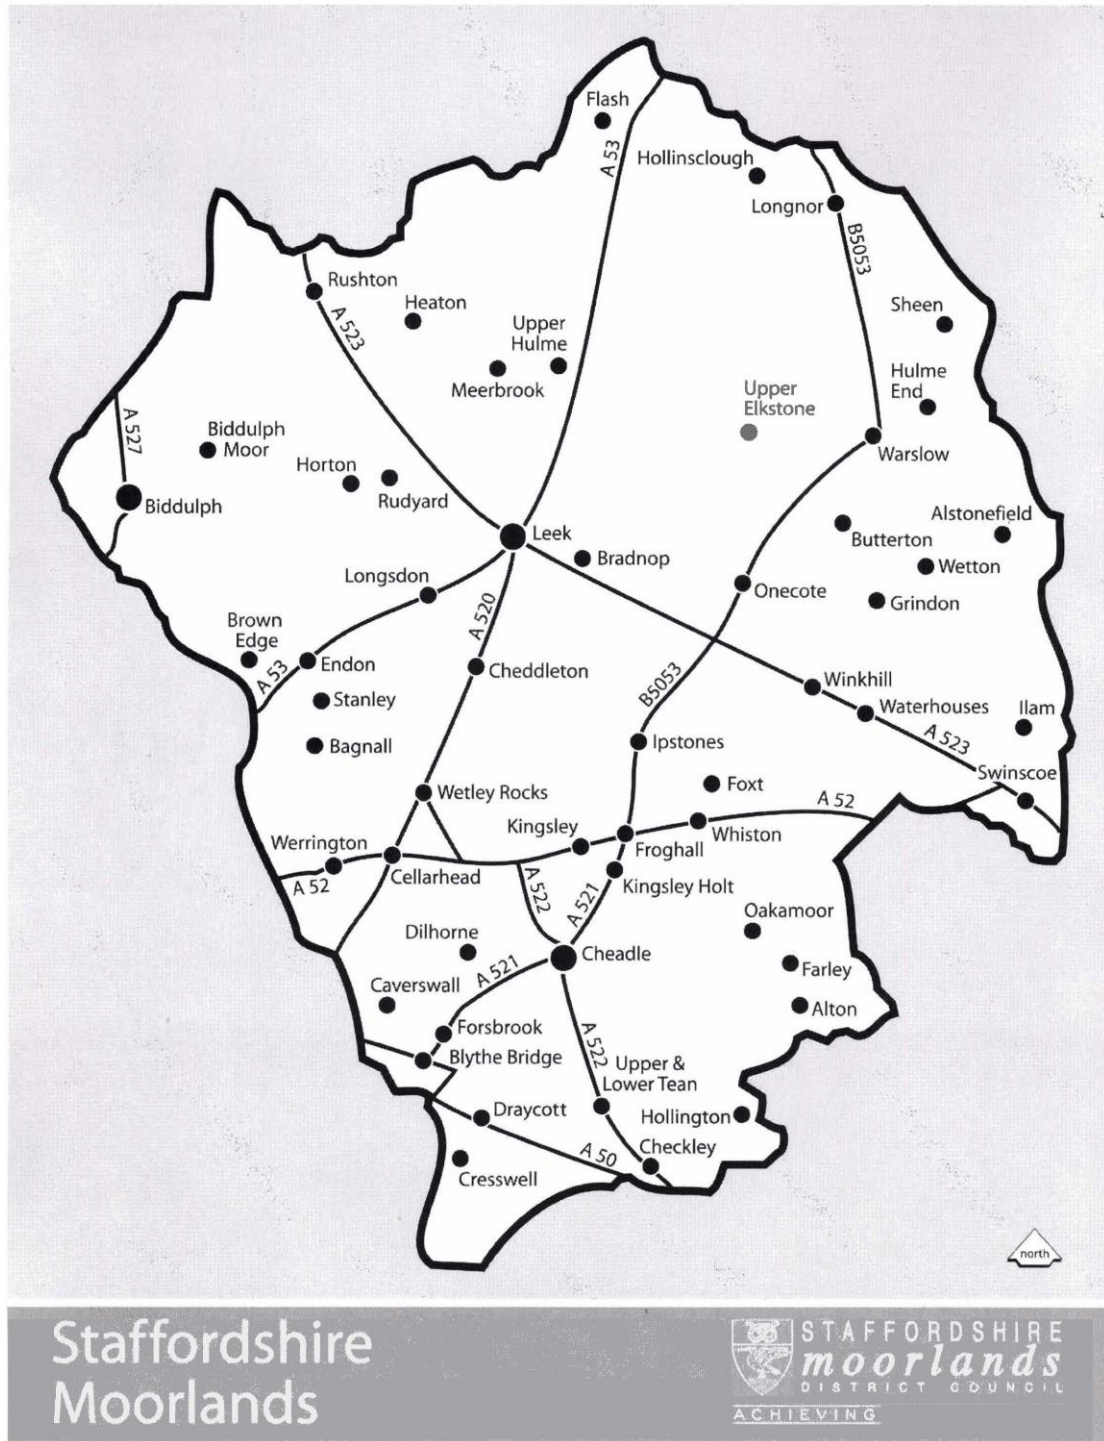 Flash
A 53
Hollinsclough
Longnor
B5053
Rushton
Heaton
A 523
Upper
Hulme
Meerbrook
Sheen
Hulme
End
Upper
Elkstone
Warslow
A 527
Biddulph
Moor
Horton
Rudyard
Biddulph
Leek
Bradnop
Butterton
Alstonefield
Wetton
Longsdon
A 520
Onecote
Grindon
Brown
Edge
A 53
Endon
Cheddleton
Stanley
B5053
Winkhill
Waterhouses
Ilam
Bagnall
Ipstones
A 523
Swinscoe
Wetley Rocks
Foxt
A 52
Werrington
Kingsley
Whiston
Froghall
A 52
Cellarhead
A 522
A 521
Kingsley Holt
Dilhorne
Oakamoor
Cheadle
A 521
Farley
Caverswall
Alton
Forsbrook
A 522
Blythe Bridge
Upper &
Lower Tean
Draycott
Hollington
A 50
Checkley
Cresswell
north
Staffordshire
Moorlands
STAFFORDSHIRE
moorlands
DISTRICT COUNCIL
ACHIEVING